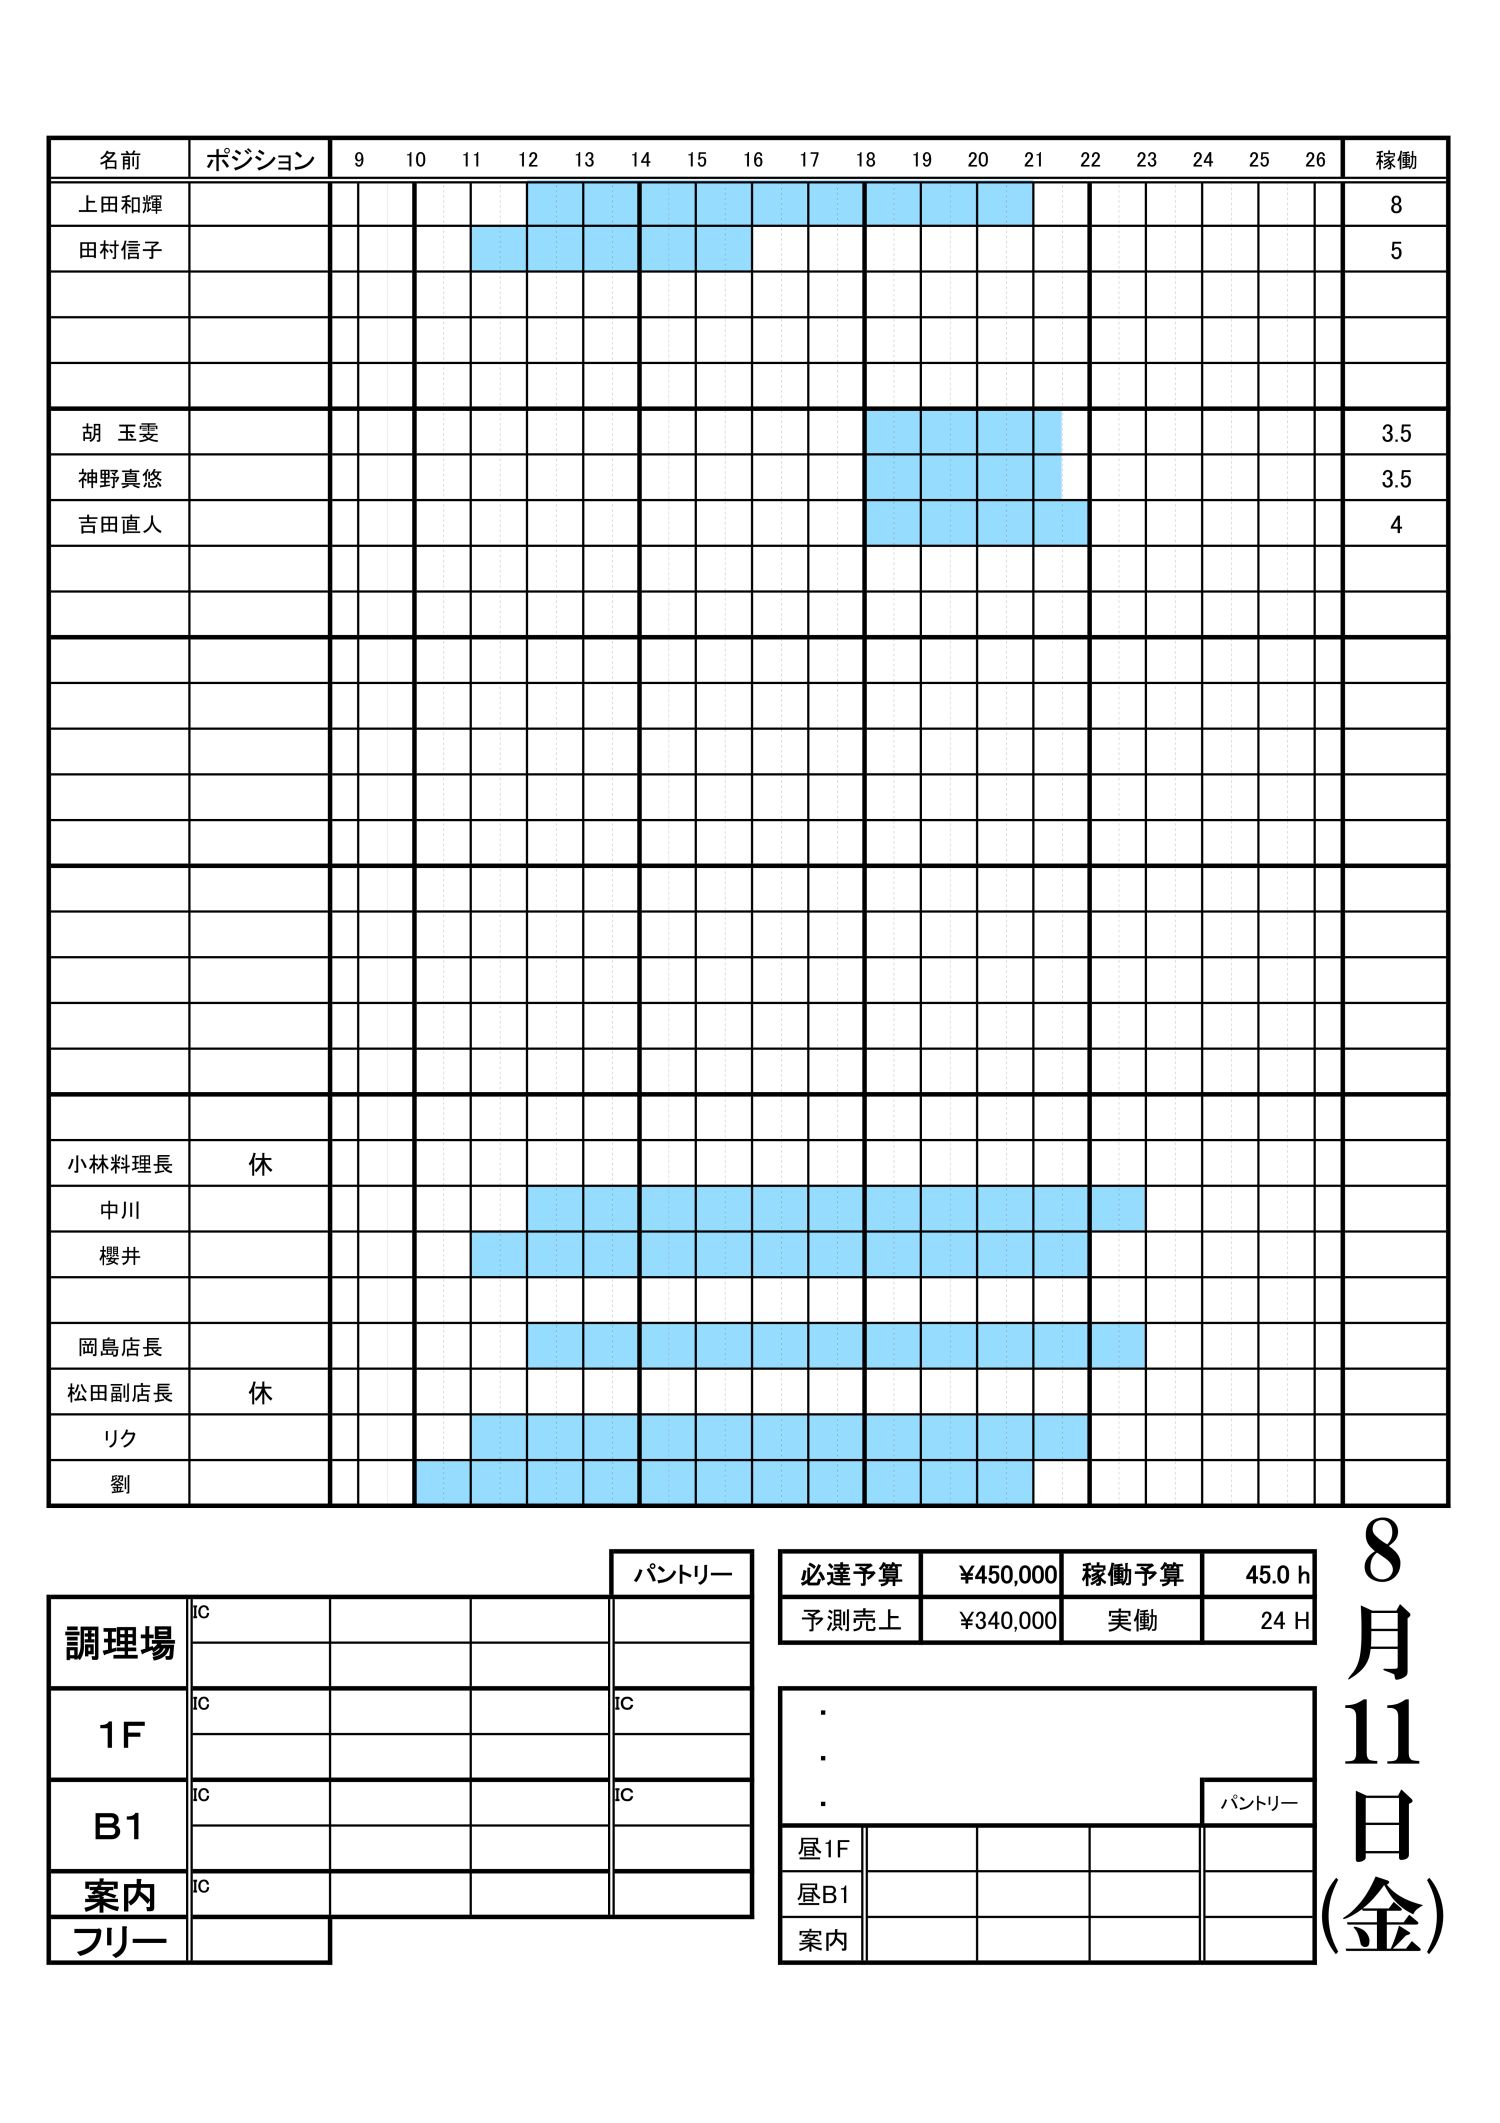 名前 ポジション 9 10 11 12 13 14 15 16 17 18 19 20 21 22 23 24 25 26 稼働
上田和輝 8
田村信子 5
胡 玉雯 3.5
神野真悠 3.5
吉田直人 4
小林料理長 休
中川
櫻井
岡島店長
松田副店長 休
リク
劉
パントリー
調理場 IC
1F IC IC
B1 IC IC
案内 IC
フリー
必達予算 ¥450,000 稼働予算 45.0 h
予測売上 ¥340,000 実働 24 H
・
・
・
パントリー
昼1F
昼B1
案内
8月11日(金)